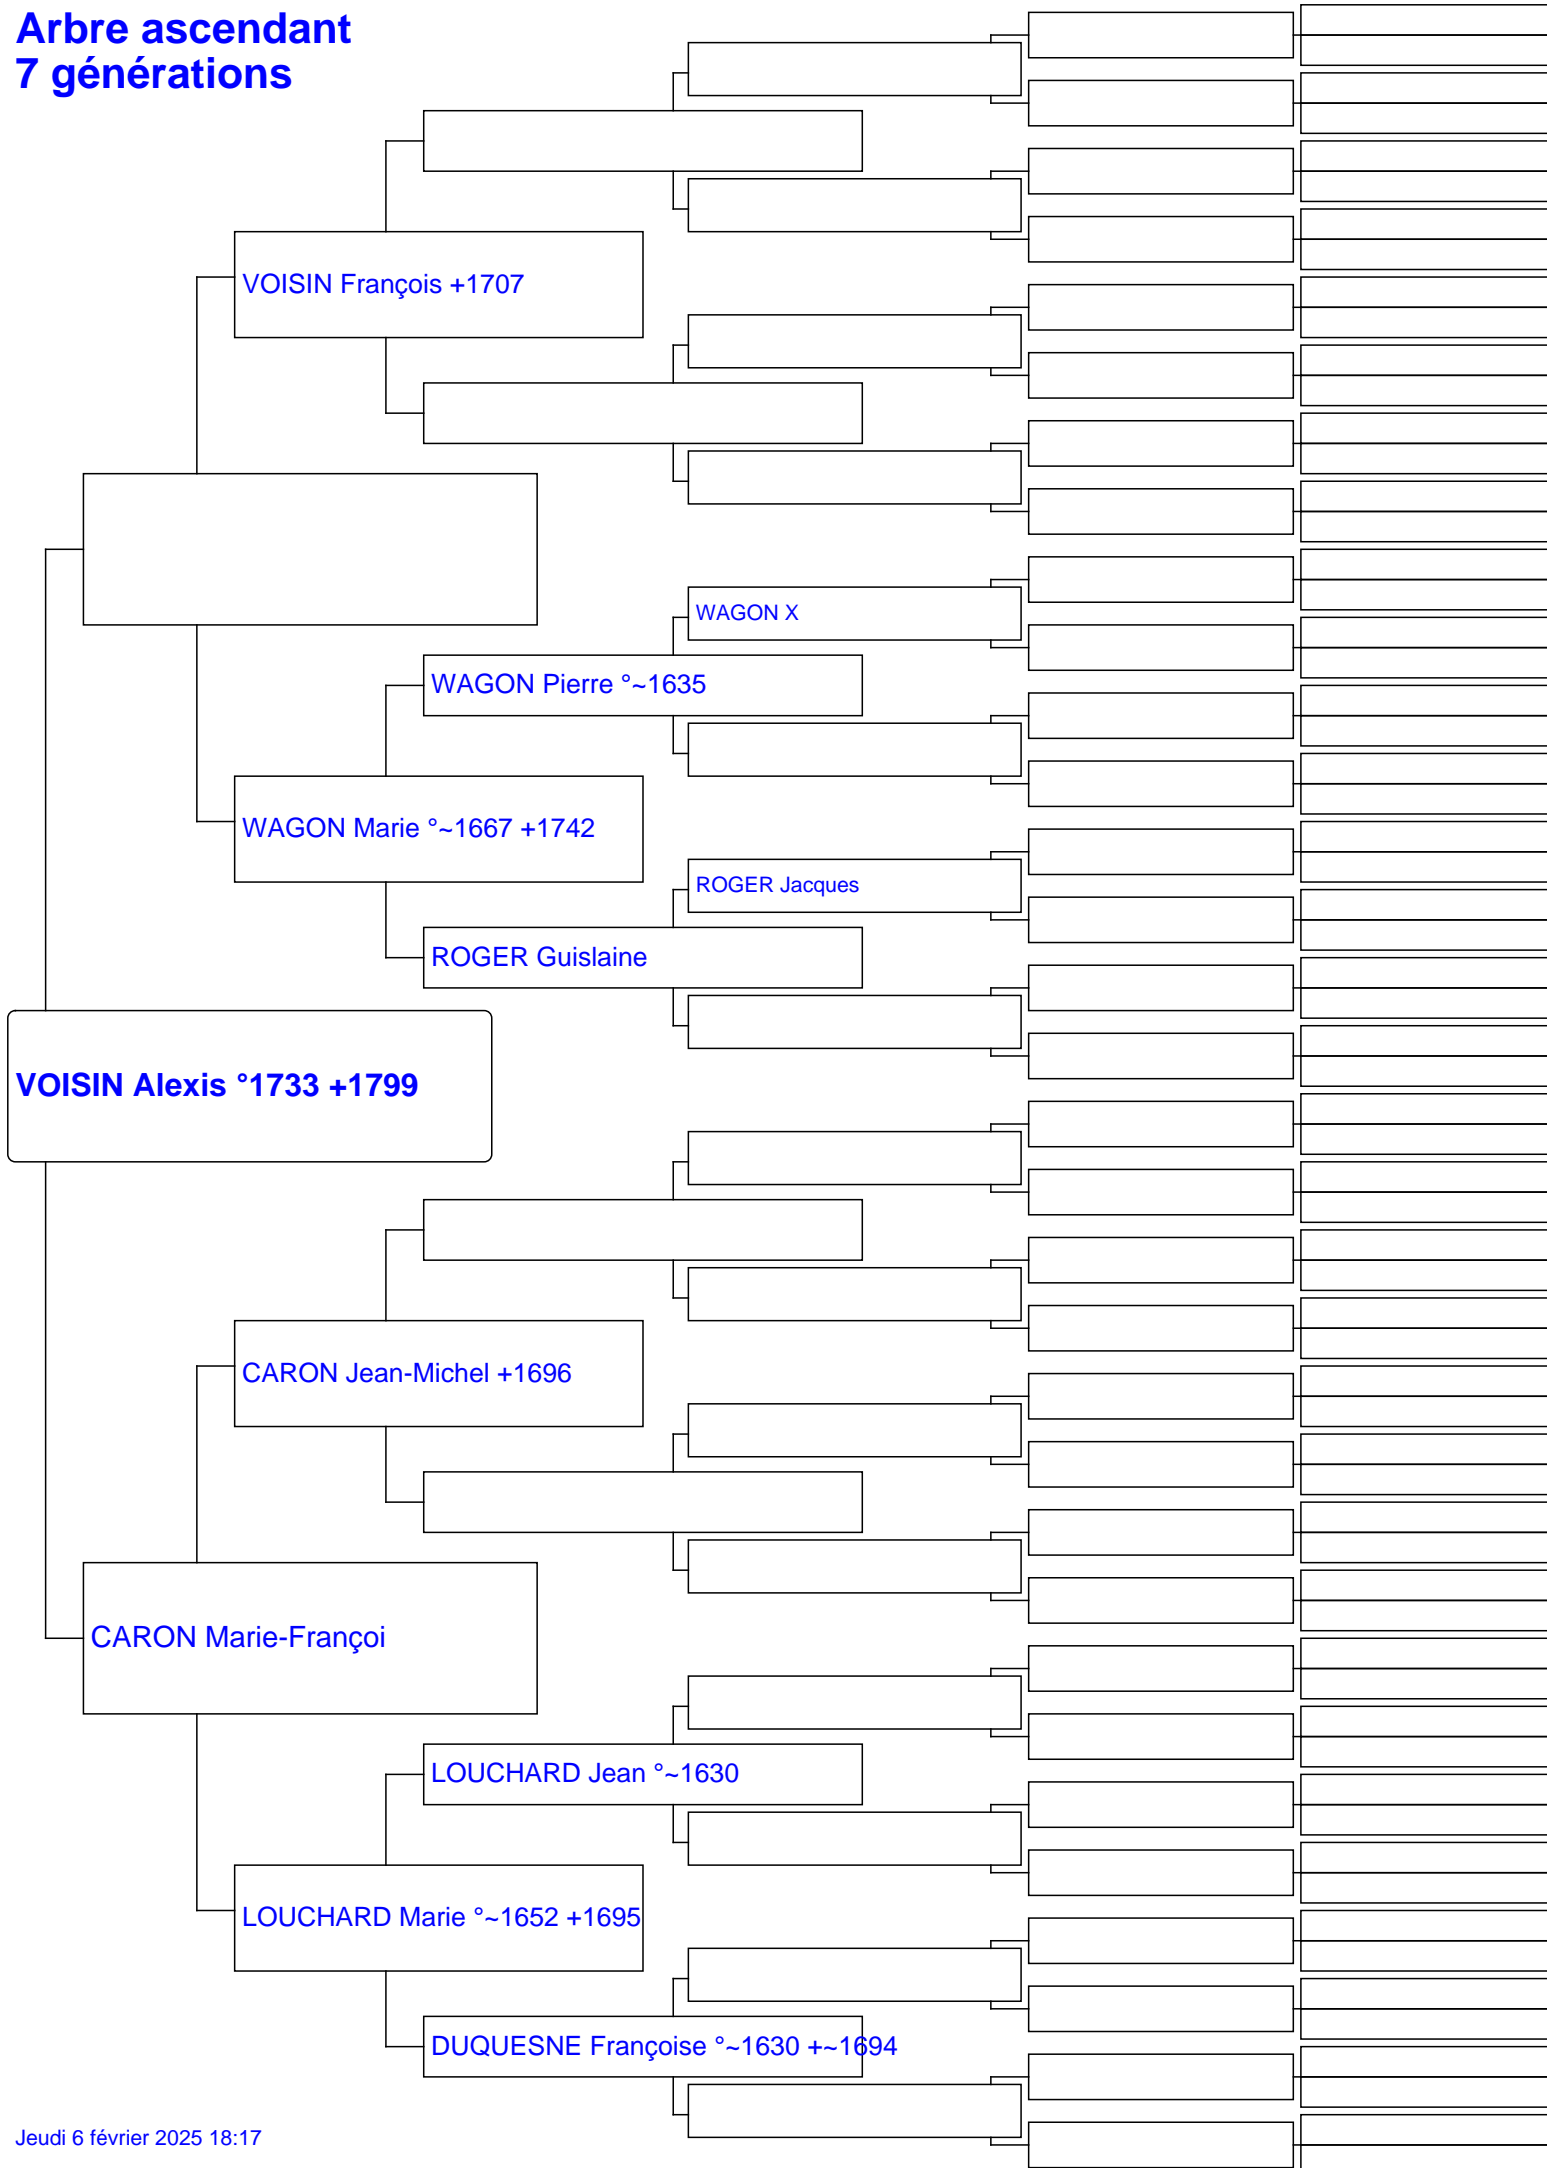 Arbre ascendant
7 générations
VOISIN François +1707
WAGON X
WAGON Pierre °~1635
WAGON Marie °~1667 +1742
ROGER Jacques
ROGER Guislaine
VOISIN Alexis °1733 +1799
CARON Jean-Michel +1696
CARON Marie-Françoi
LOUCHARD Jean °~1630
LOUCHARD Marie °~1652 +1695
DUQUESNE Françoise °~1630 +~1694
Jeudi 6 février 2025 18:17